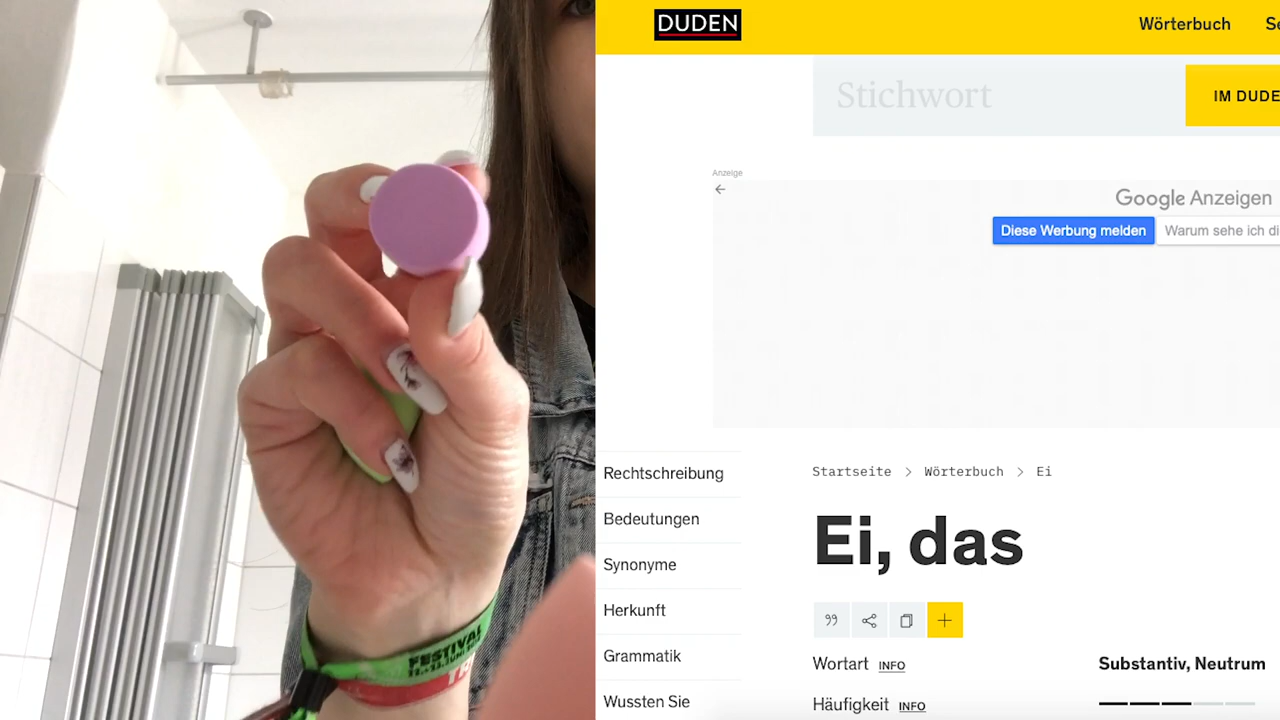 FESTIVAL
DUDEN
Wörterbuch
Stichwort
IM DUDE
Anzeige
Google Anzeigen
Diese Werbung melden
Warum sehe ich di
Rechtschreibung
Bedeutungen
Synonyme
Herkunft
Grammatik
Wussten Sie
Startseite > Wörterbuch > Ei
Ei, das
Wortart INFO
Substantiv, Neutrum
Häufigkeit INFO